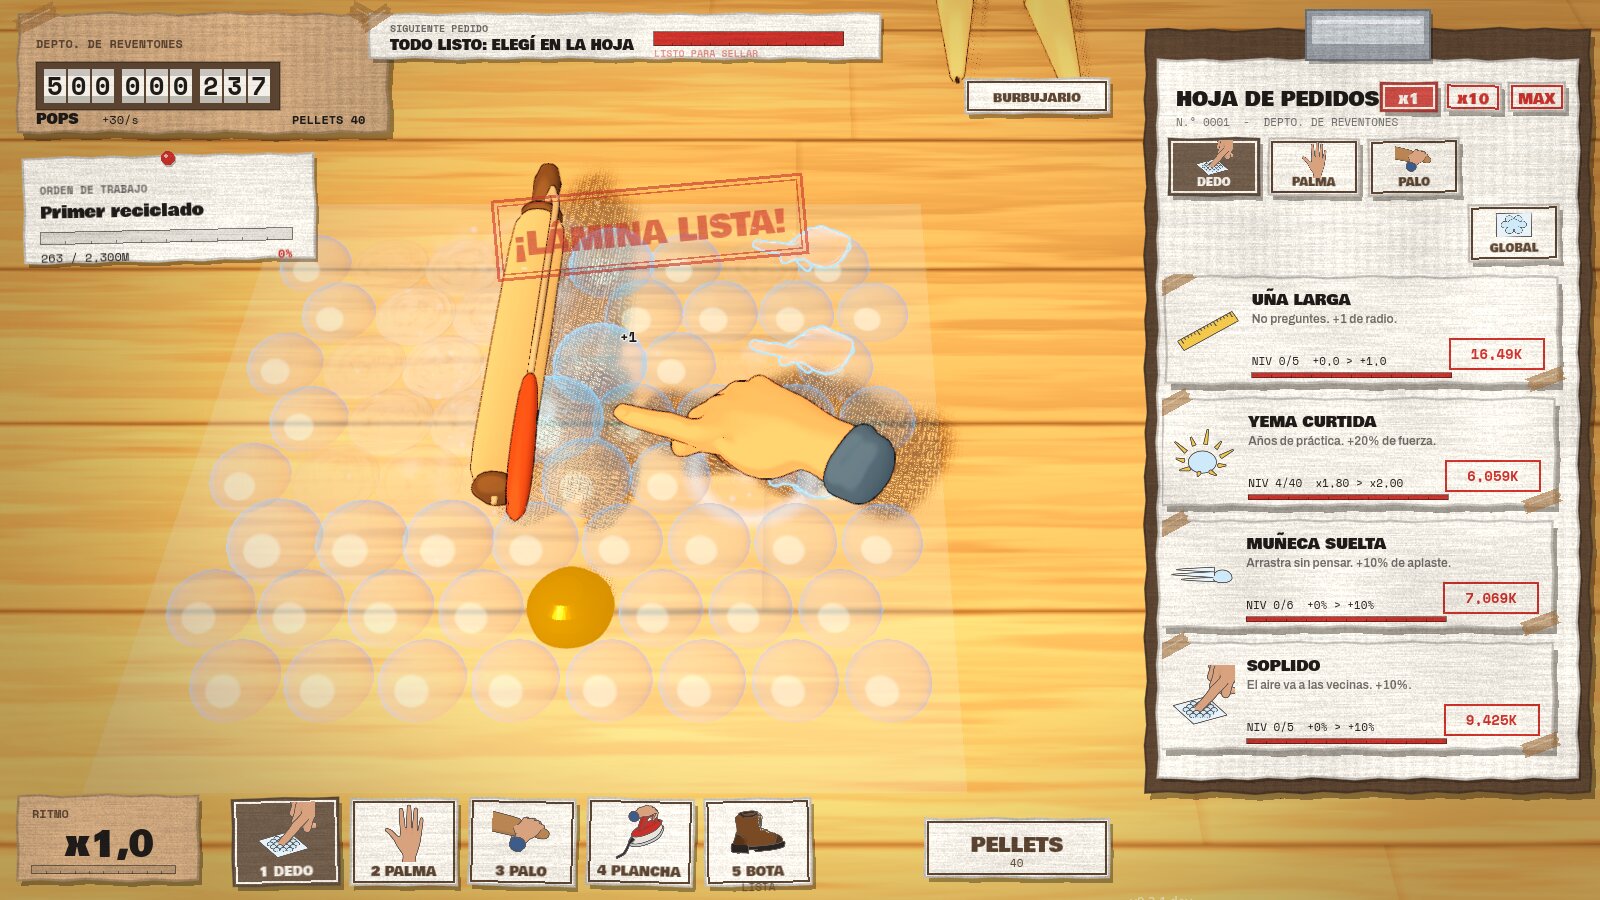 DEPTO. DE REVENTONES
500 000 237
POPS +30/s PELLETS 40
SIGUIENTE PEDIDO
TODO LISTO: ELEGÍ EN LA HOJA
LISTO PARA SELLAR
BURBUJARIO
ORDEN DE TRABAJO
Primer reciclado
263 / 2,300M 0%
¡LAMINA LISTA!
+1
HOJA DE PEDIDOS x1 x10 MAX
N.° 0001 - DEPTO. DE REVENTONES
DEDO PALMA PALO
GLOBAL
UÑA LARGA
No preguntes. +1 de radio.
NIV 0/5 +0,0 > +1,0 16,49K
YEMA CURTIDA
Años de práctica. +20% de fuerza.
NIV 4/40 x1,80 > x2,00 6,059K
MUÑECA SUELTA
Arrastra sin pensar. +10% de aplaste.
NIV 0/6 +0% > +10% 7,069K
SOPLIDO
El aire va a las vecinas. +10%.
NIV 0/5 +0% > +10% 9,425K
RITMO
x1,0
1 DEDO 2 PALMA 3 PALO 4 PLANCHA 5 BOTA
LISTA
PELLETS
40